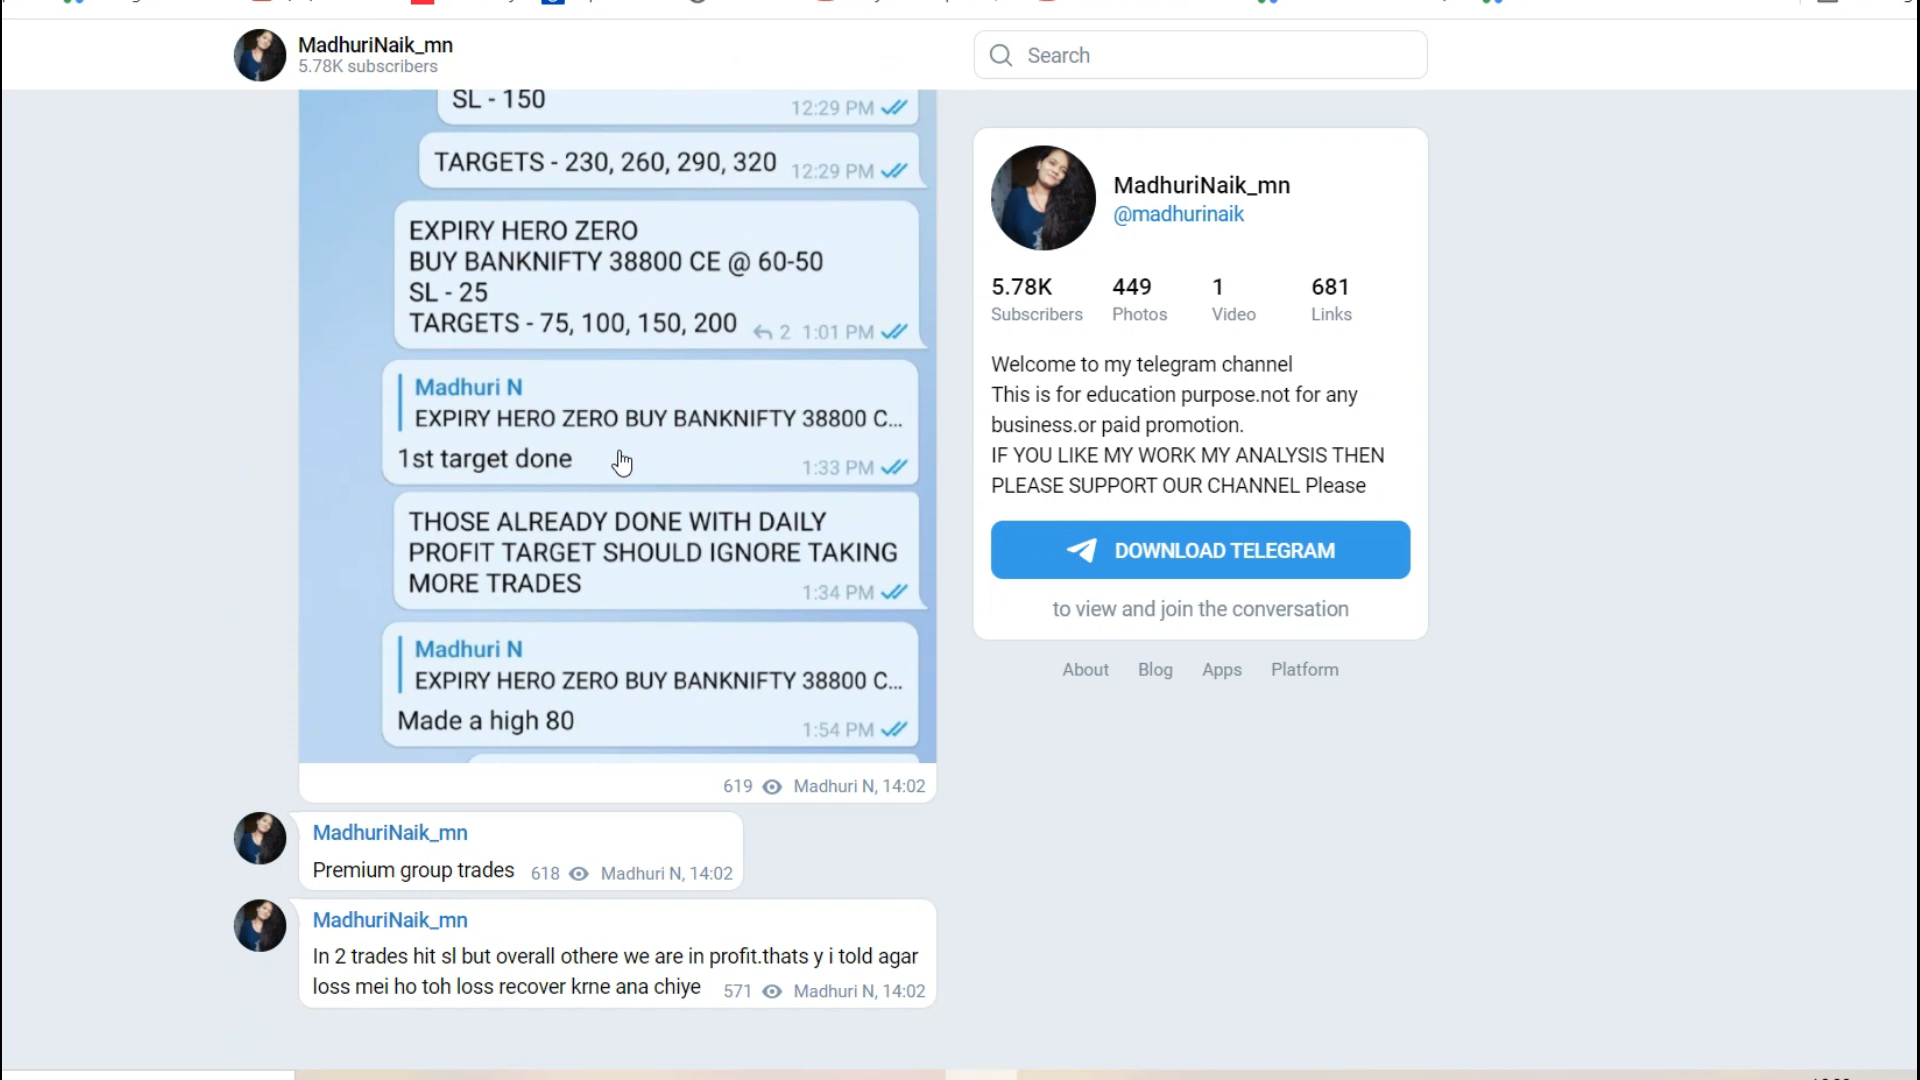 MadhuriNaik_mn
5.78K subscribers
Search
SL - 150
12:29 PM
TARGETS - 230, 260, 290, 320 12:29 PM
EXPIRY HERO ZERO
BUY BANKNIFTY 38800 CE @ 60-50
SL - 25
TARGETS - 75, 100, 150, 200 2 1:01 PM
Madhuri N
EXPIRY HERO ZERO BUY BANKNIFTY 38800 C...
1st target done 1:33 PM
THOSE ALREADY DONE WITH DAILY
PROFIT TARGET SHOULD IGNORE TAKING
MORE TRADES 1:34 PM
Madhuri N
EXPIRY HERO ZERO BUY BANKNIFTY 38800 C...
Made a high 80 1:54 PM
619 Madhuri N, 14:02
MadhuriNaik_mn
Premium group trades 618 Madhuri N, 14:02
MadhuriNaik_mn
In 2 trades hit sl but overall othere we are in profit.thats y i told agar
loss mei ho toh loss recover krne ana chiye 571 Madhuri N, 14:02
MadhuriNaik_mn
@madhurinaik
5.78K 449 1 681
Subscribers Photos Video Links
Welcome to my telegram channel
This is for education purpose.not for any
business.or paid promotion.
IF YOU LIKE MY WORK MY ANALYSIS THEN
PLEASE SUPPORT OUR CHANNEL Please
DOWNLOAD TELEGRAM
to view and join the conversation
About Blog Apps Platform